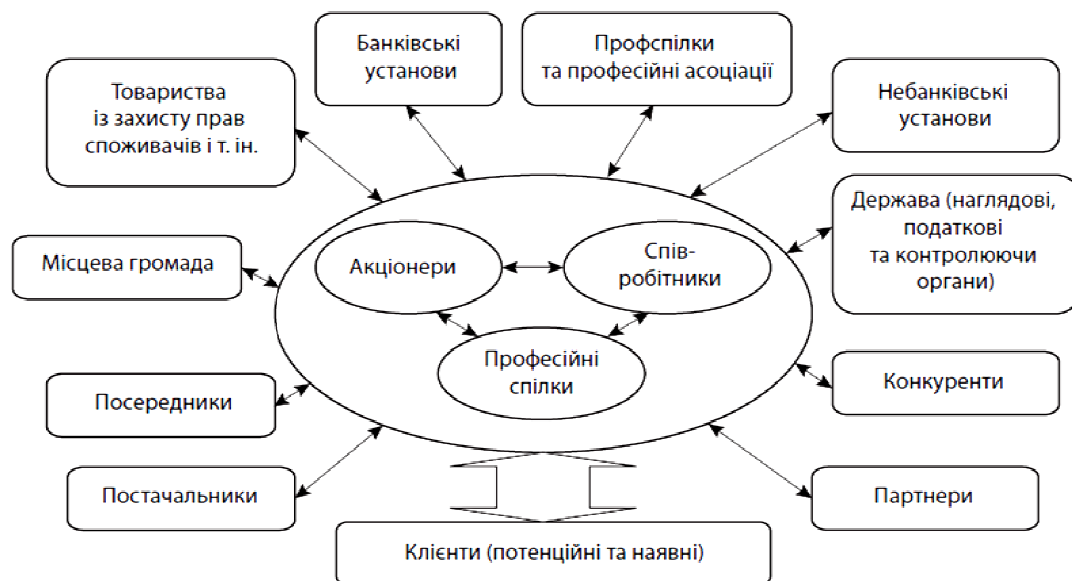 Банківські
установи
Профспілки
та професійні асоціації
Товариства
із захисту прав
споживачів і т. ін.
Небанківські
установи
Держава (наглядові,
податкові
та контролюючи
органи)
Місцева громада
Акціонери
Спів-
робітники
Професійні
спілки
Посередники
Конкуренти
Постачальники
Партнери
Клієнти (потенційні та наявні)